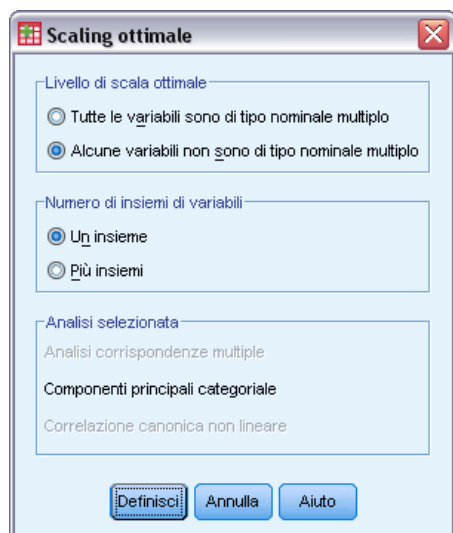 Scaling ottimale
Livello di scala ottimale
Tutte le variabili sono di tipo nominale multiplo
Alcune variabili non sono di tipo nominale multiplo
Numero di insiemi di variabili
Un insieme
Più insiemi
Analisi selezionata
Analisi corrispondenze multiple
Componenti principali categoriale
Correlazione canonica non lineare
Definisci Annulla Aiuto